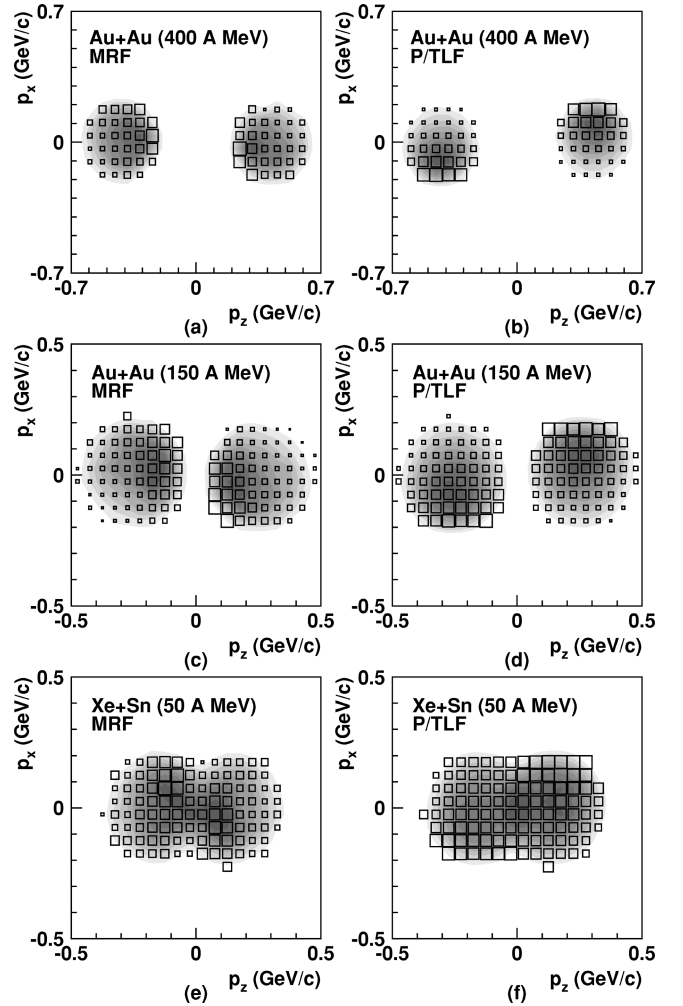 0.7
p_x (GeV/c)
Au+Au (400 A MeV)
MRF
0
-0.7
-0.7
0
0.7
(a)
p_z (GeV/c)
0.7
p_x (GeV/c)
Au+Au (400 A MeV)
P/TLF
0
-0.7
-0.7
0
0.7
(b)
p_z (GeV/c)
0.5
p_x (GeV/c)
Au+Au (150 A MeV)
MRF
0
-0.5
-0.5
0
0.5
(c)
p_z (GeV/c)
0.5
p_x (GeV/c)
Au+Au (150 A MeV)
P/TLF
0
-0.5
-0.5
0
0.5
(d)
p_z (GeV/c)
0.5
p_x (GeV/c)
Xe+Sn (50 A MeV)
MRF
0
-0.5
-0.5
0
0.5
(e)
p_z (GeV/c)
0.5
p_x (GeV/c)
Xe+Sn (50 A MeV)
P/TLF
0
-0.5
-0.5
0
0.5
(f)
p_z (GeV/c)